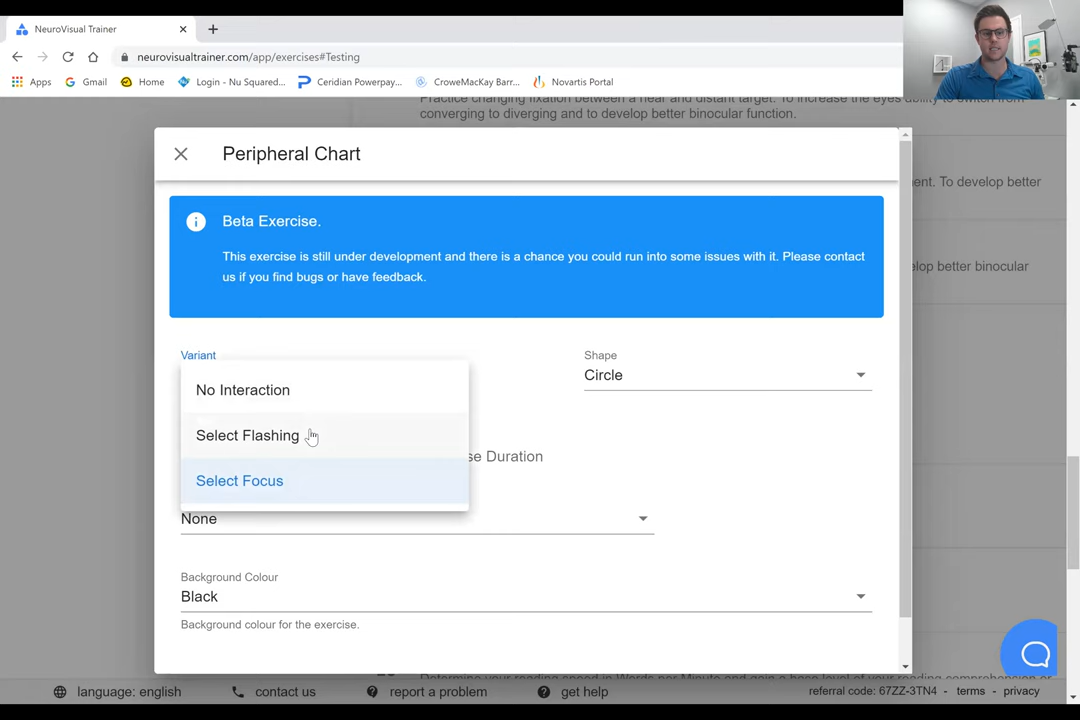 NeuroVisual Trainer
neurovisualtrainer.com/app/exercises#Testing
Apps Gmail Home Login - Nu Squared... Ceridian Powerpay... CroweMacKay Barr... Novartis Portal
Practice changing fixation between a near and distant target. To increase the eyes ability to switch from
converging to diverging and to develop better binocular function.
Peripheral Chart
ent. To develop better
Beta Exercise.
This exercise is still under development and there is a chance you could run into some issues with it. Please contact
us if you find bugs or have feedback.
elop better binocular
Variant
Shape
No Interaction
Circle
Select Flashing
se Duration
Select Focus
None
Background Colour
Black
Background colour for the exercise.
Determine your reading speed in Words per Minute and gain a base level of your reading comprehension or
language: english contact us report a problem get help referral code: 67ZZ-3TN4 - terms - privacy